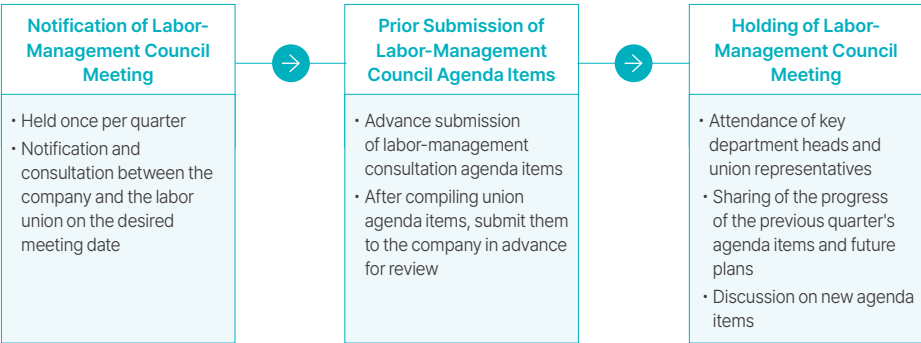 Notification of Labor-
Management Council
Meeting
• Held once per quarter
• Notification and
consultation between the
company and the labor
union on the desired
meeting date
Prior Submission of
Labor-Management
Council Agenda Items
• Advance submission
of labor-management
consultation agenda items
• After compiling union
agenda items, submit them
to the company in advance
for review
Holding of Labor-
Management Council
Meeting
• Attendance of key
department heads and
union representatives
• Sharing of the progress
of the previous quarter's
agenda items and future
plans
• Discussion on new agenda
items